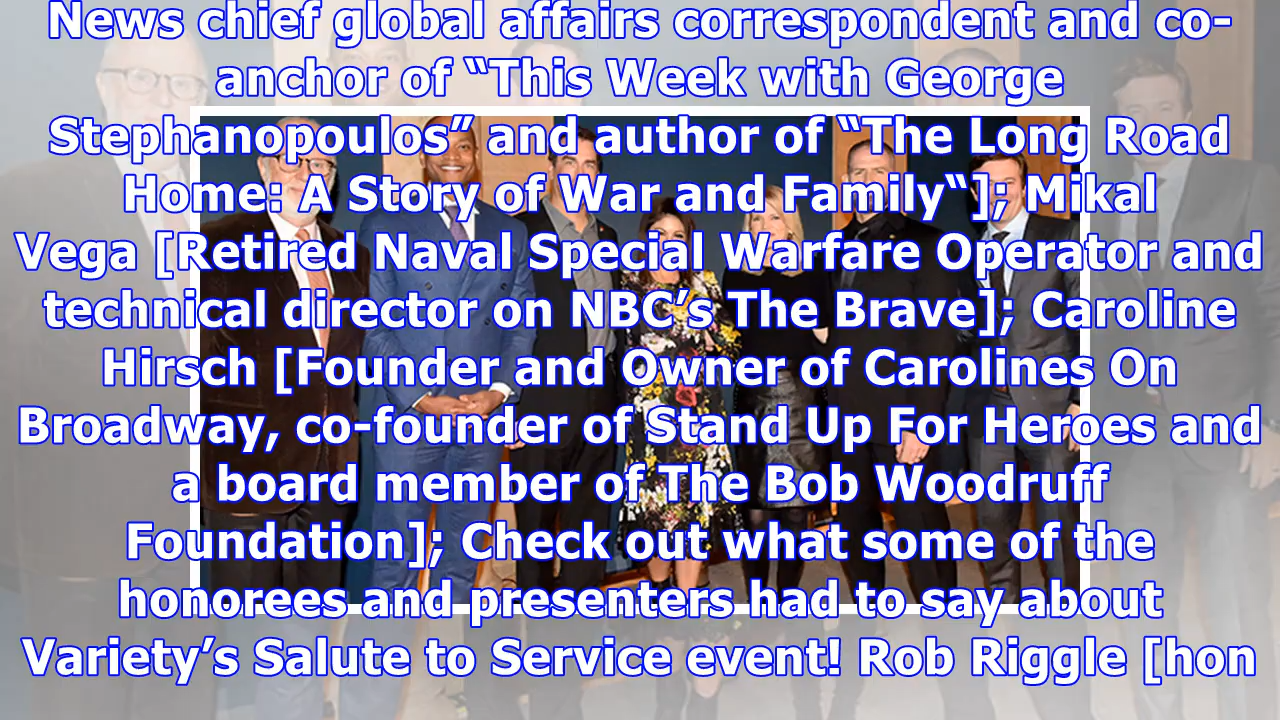 News chief global affairs correspondent and co-
anchor of “This Week with George
Stephanopoulos” and author of “The Long Road
Home: A Story of War and Family“]; Mikal
Vega [Retired Naval Special Warfare Operator and
technical director on NBC’s The Brave]; Caroline
Hirsch [Founder and Owner of Carolines On
Broadway, co-founder of Stand Up For Heroes and
a board member of The Bob Woodruff
Foundation]; Check out what some of the
honorees and presenters had to say about
Variety’s Salute to Service event! Rob Riggle [hon